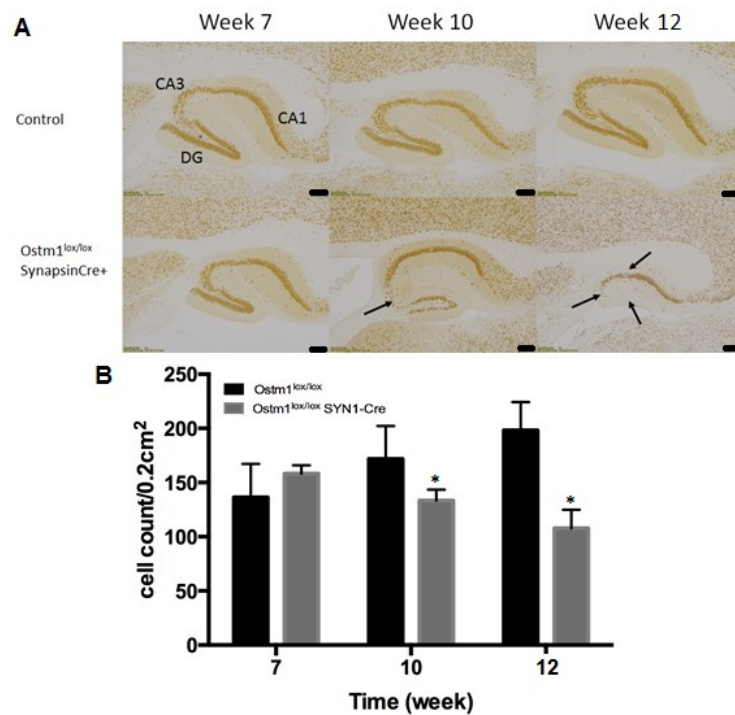 A
Week 7
Week 10
Week 12
Control
CA3
CA1
DG
Ostm1lox/lox
SynapsinCre+
B
Ostm1lox/lox
Ostm1lox/lox SYN1-Cre
cell count/0.2cm²
250
200
150
100
50
0
*
*
7
10
12
Time (week)